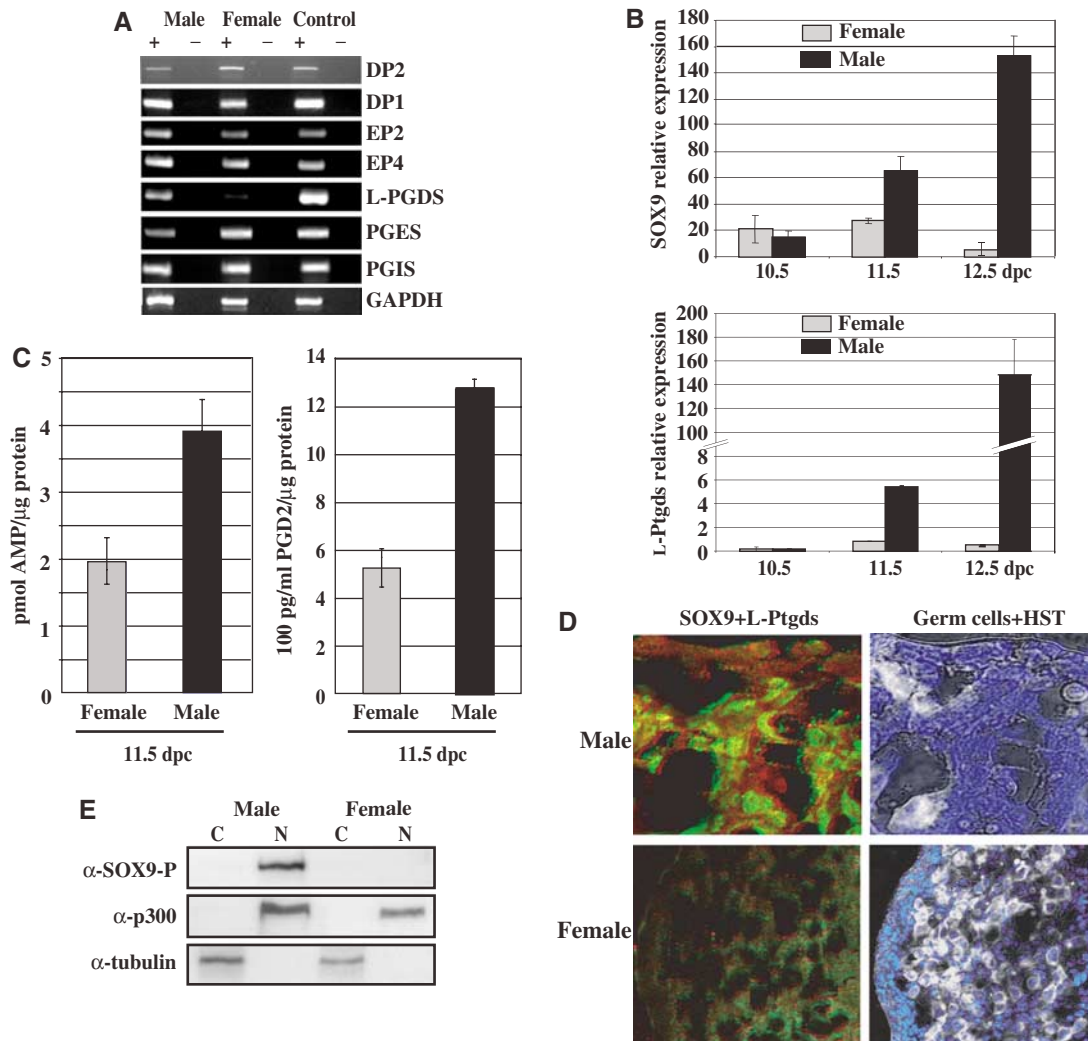 A
Male Female Control
+ − + − + −
DP2
DP1
EP2
EP4
L-PGDS
PGES
PGIS
GAPDH
B
SOX9 relative expression
180
160
140
120
100
80
60
40
20
0
Female
Male
10.5 11.5 12.5 dpc
L-Ptgds relative expression
200
180
160
140
120
100
8
6
4
2
0
Female
Male
10.5 11.5 12.5 dpc
C
pmol AMP/μg protein
5
4
3
2
1
0
Female Male
11.5 dpc
100 pg/ml PGD2/μg protein
14
12
10
8
6
4
2
0
Female Male
11.5 dpc
D
SOX9+L-Ptgds Germ cells+HST
Male
Female
E
Male Female
C N C N
α-SOX9-P
α-p300
α-tubulin